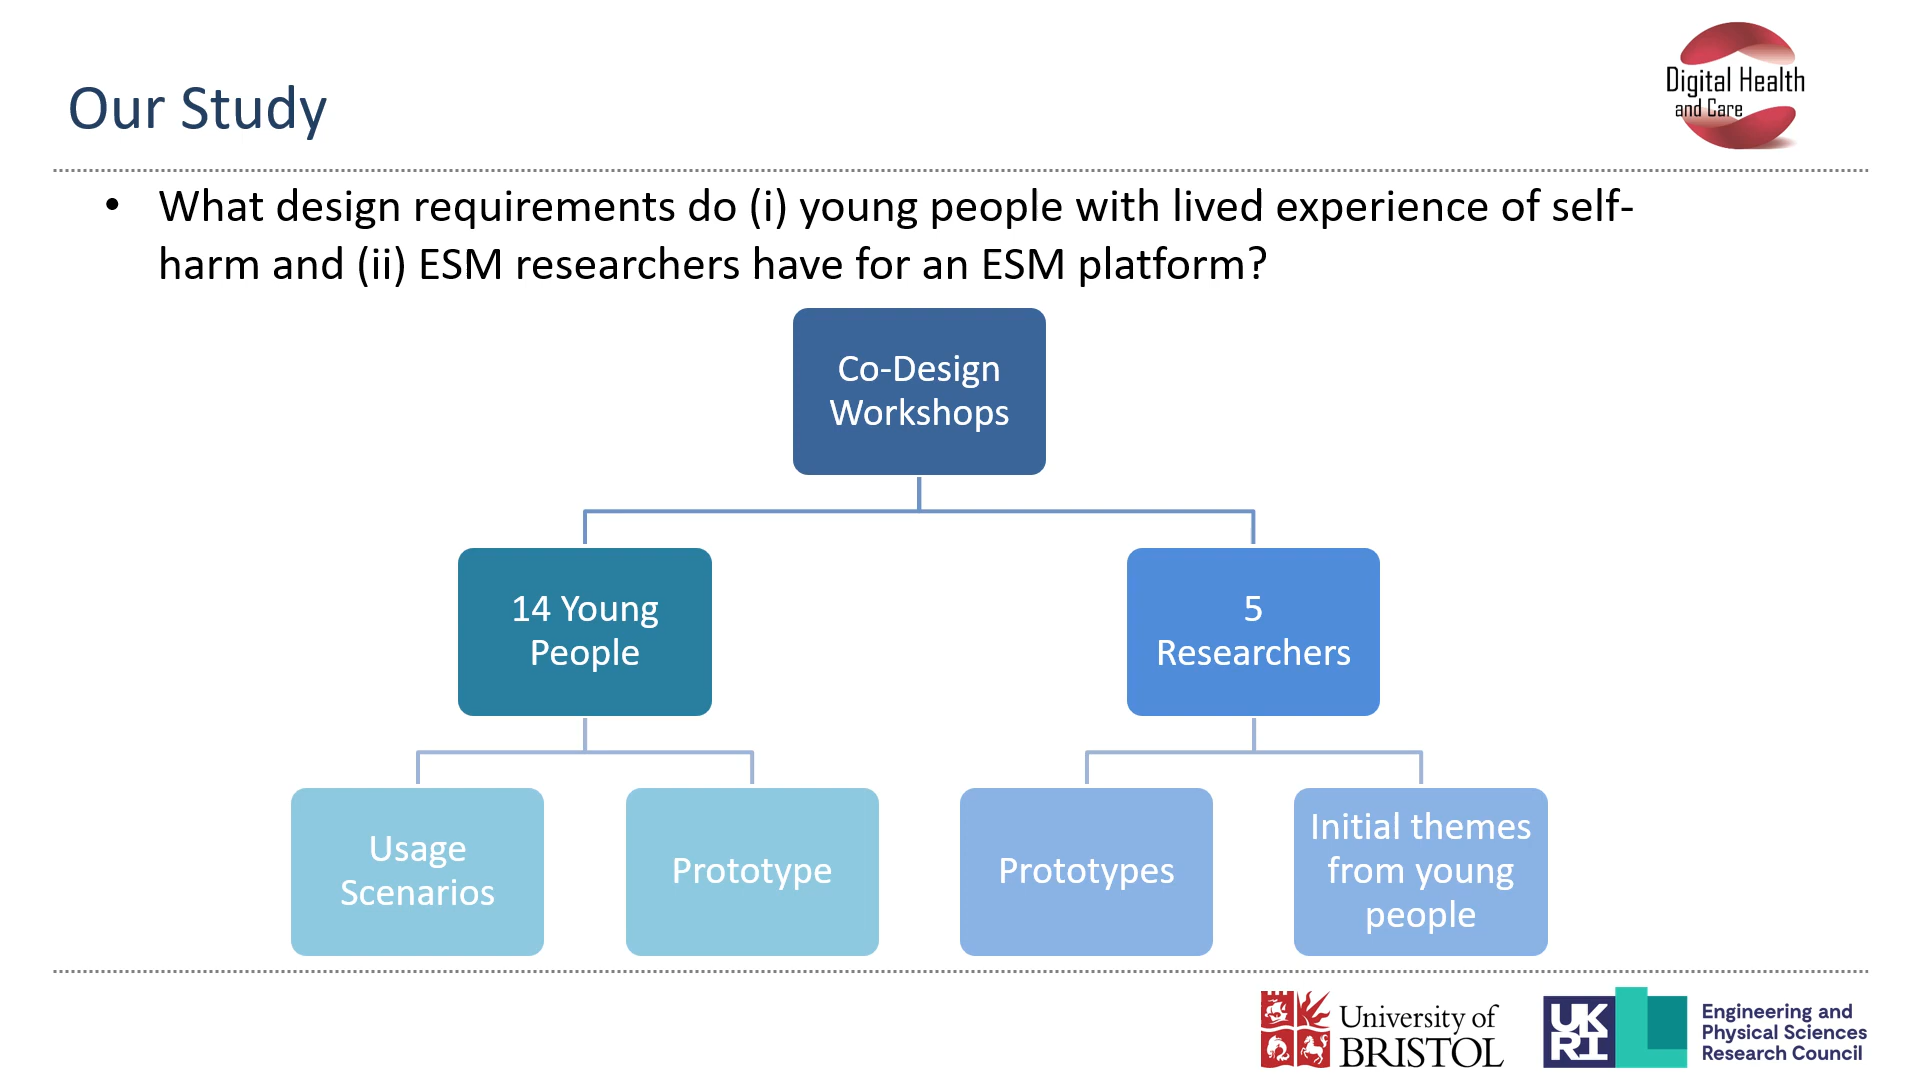 Our Study
Digital Health
and Care
• What design requirements do (i) young people with lived experience of self-
harm and (ii) ESM researchers have for an ESM platform?
Co-Design
Workshops
14 Young
People
5
Researchers
Usage
Scenarios
Prototype
Prototypes
Initial themes
from young
people
University of
BRISTOL
UK
RI
Engineering and
Physical Sciences
Research Council